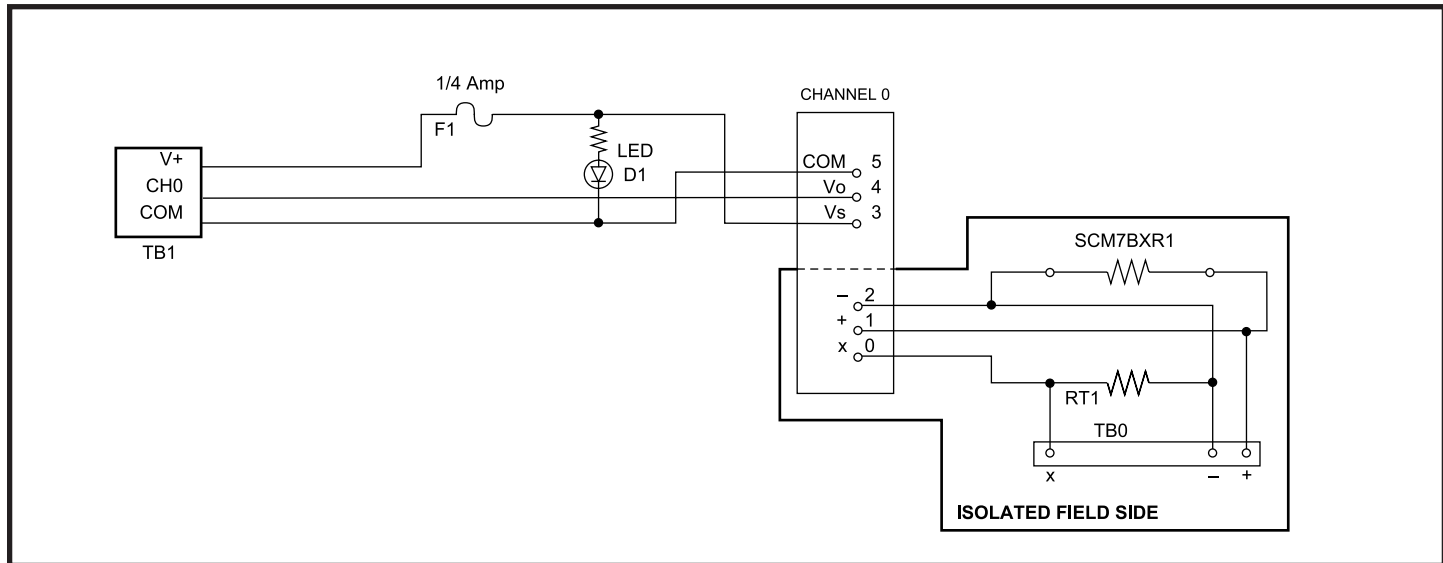 1/4 Amp
F1
CHANNEL 0
V+
CH0
COM
TB1
LED
D1
COM 5
Vo 4
Vs 3
– 2
+ 1
x 0
SCM7BXR1
RT1
TB0
x – +
ISOLATED FIELD SIDE